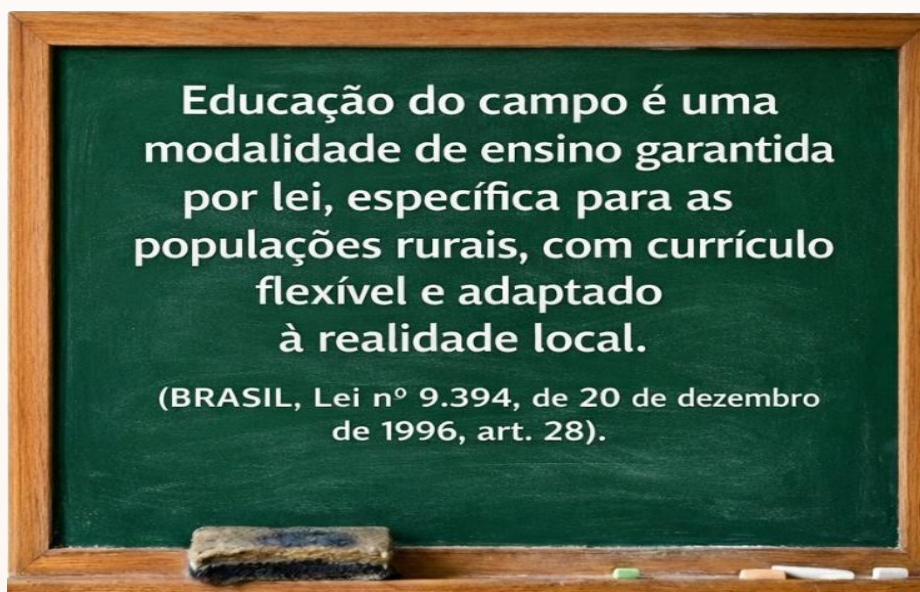 Educação do campo é uma
modalidade de ensino garantida
por lei, específica para as
populações rurais, com currículo
flexível e adaptado
à realidade local.
(BRASIL, Lei nº 9.394, de 20 de dezembro
de 1996, art. 28).